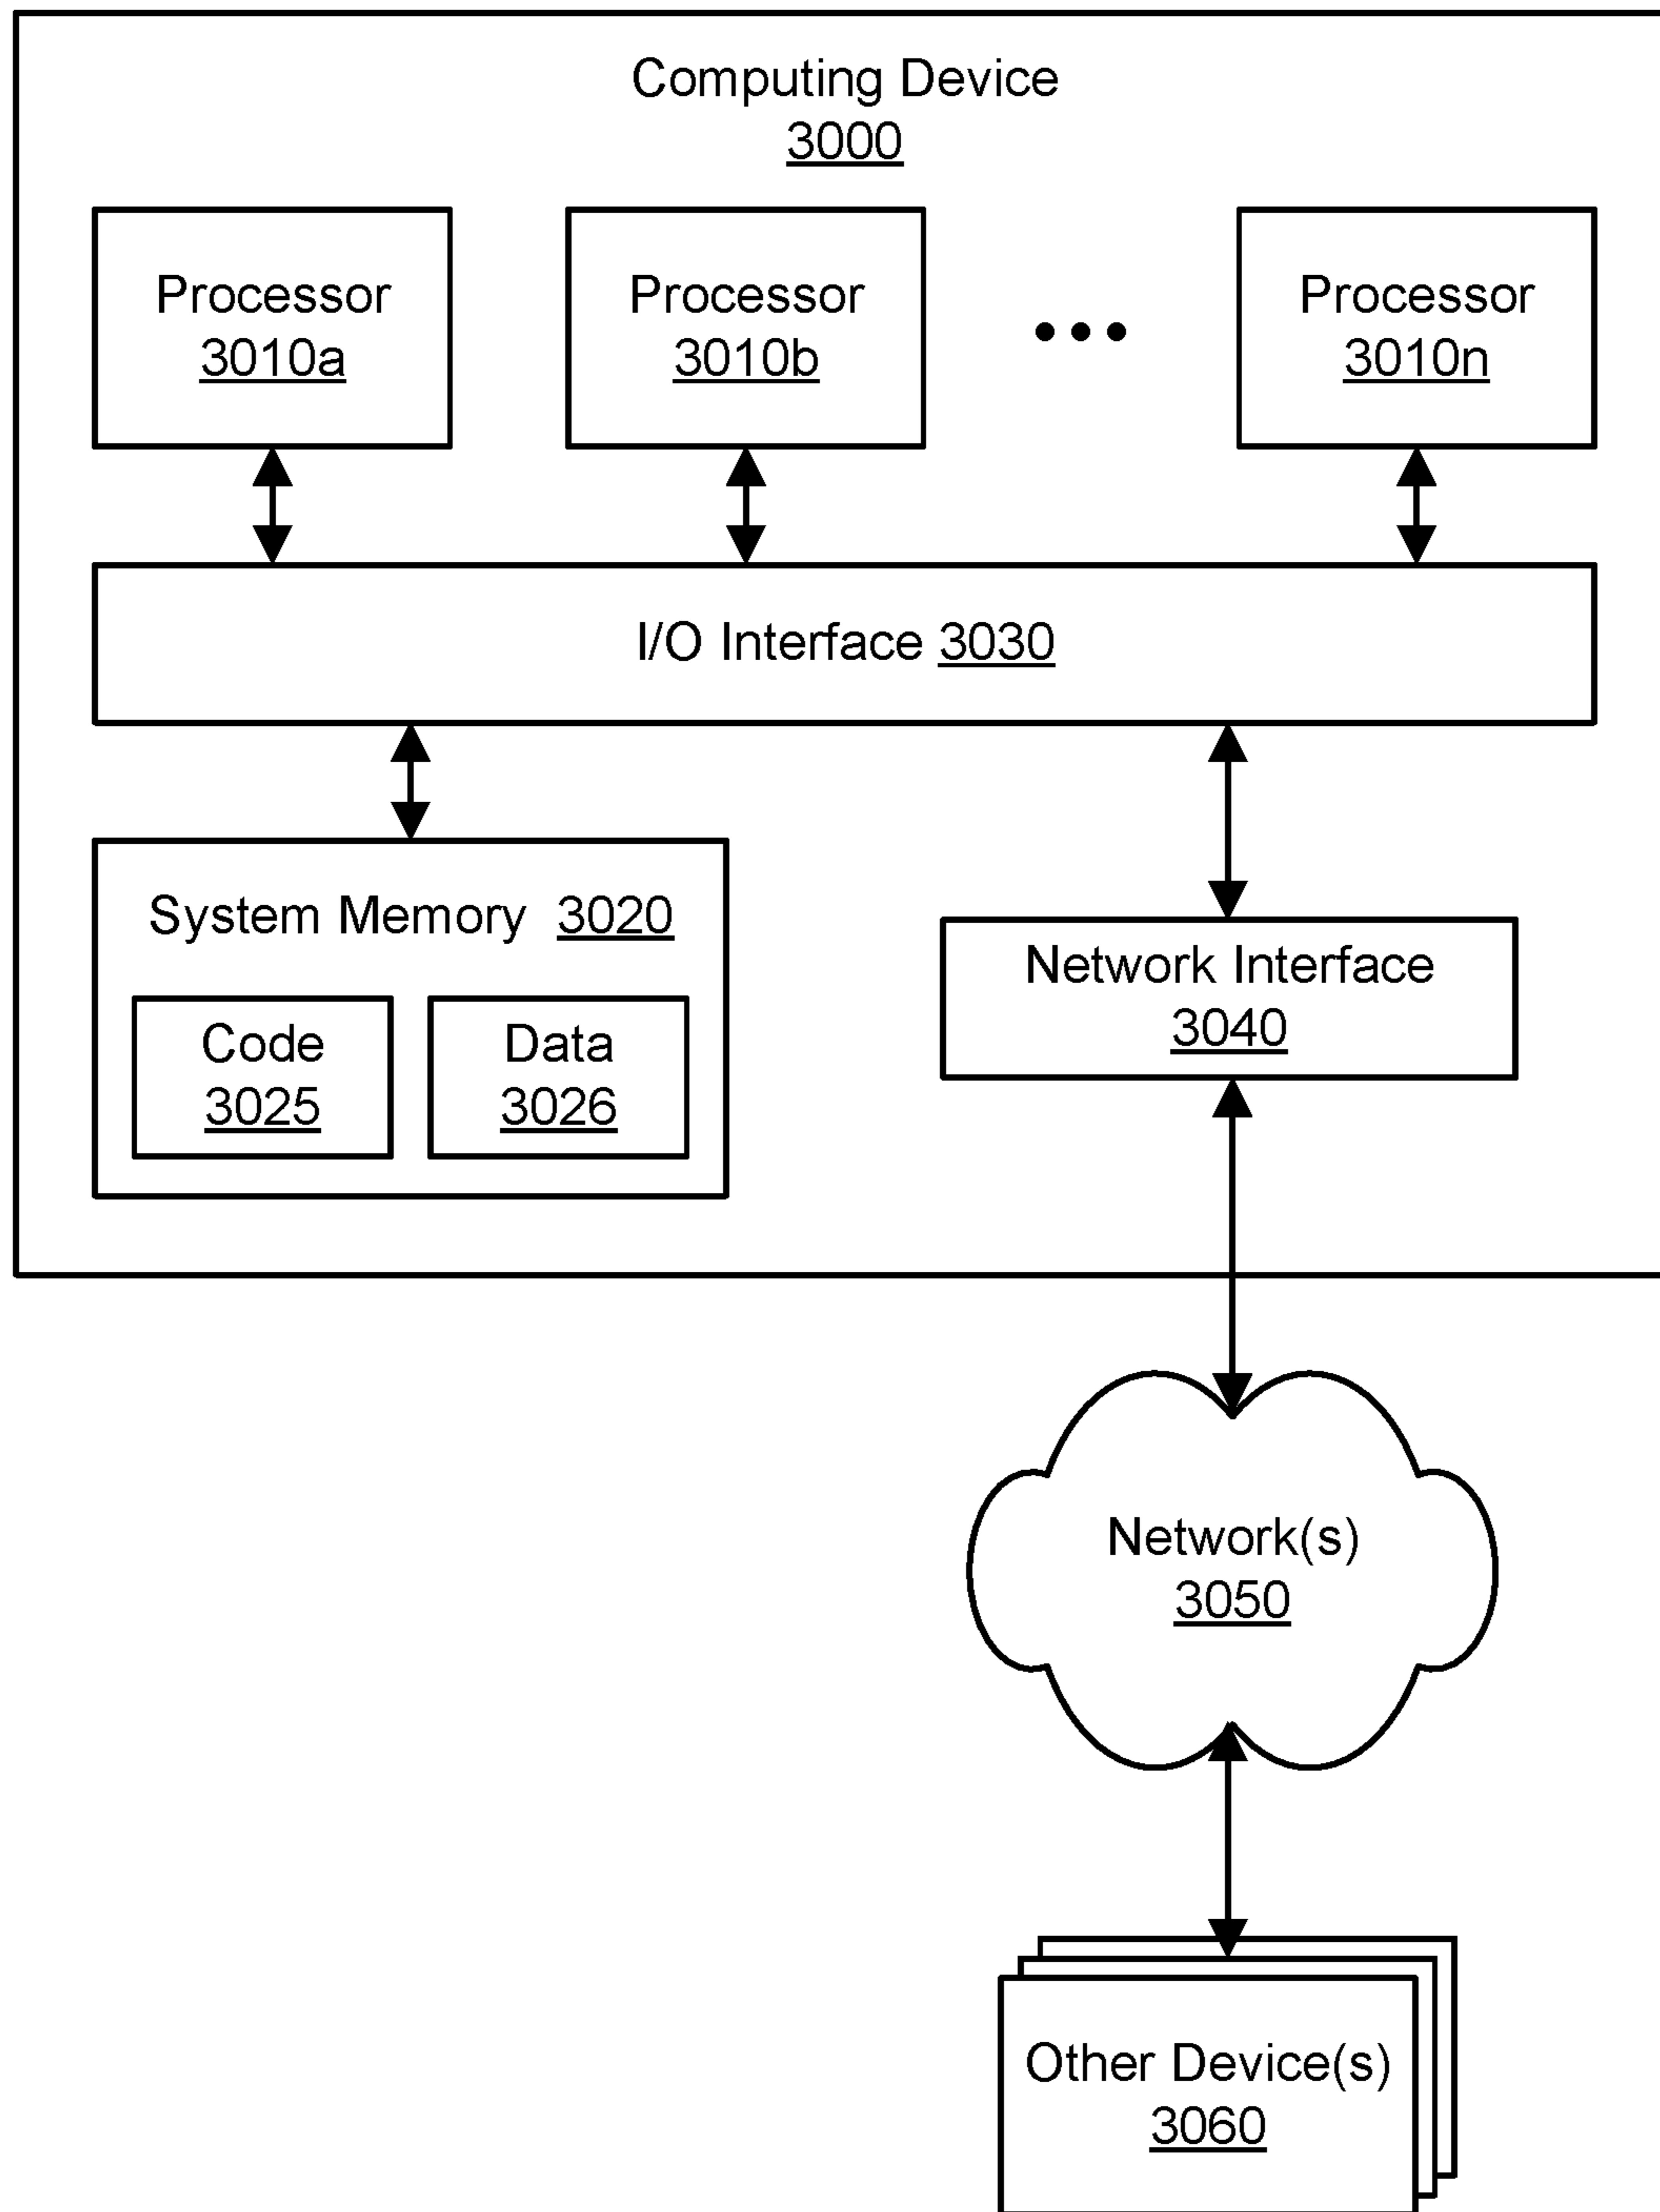 Computing Device
3000
Processor
3010a
Processor
3010b
Processor
3010n
I/O Interface 3030
System Memory 3020
Code
3025
Data
3026
Network Interface
3040
Network(s)
3050
Other Device(s)
3060